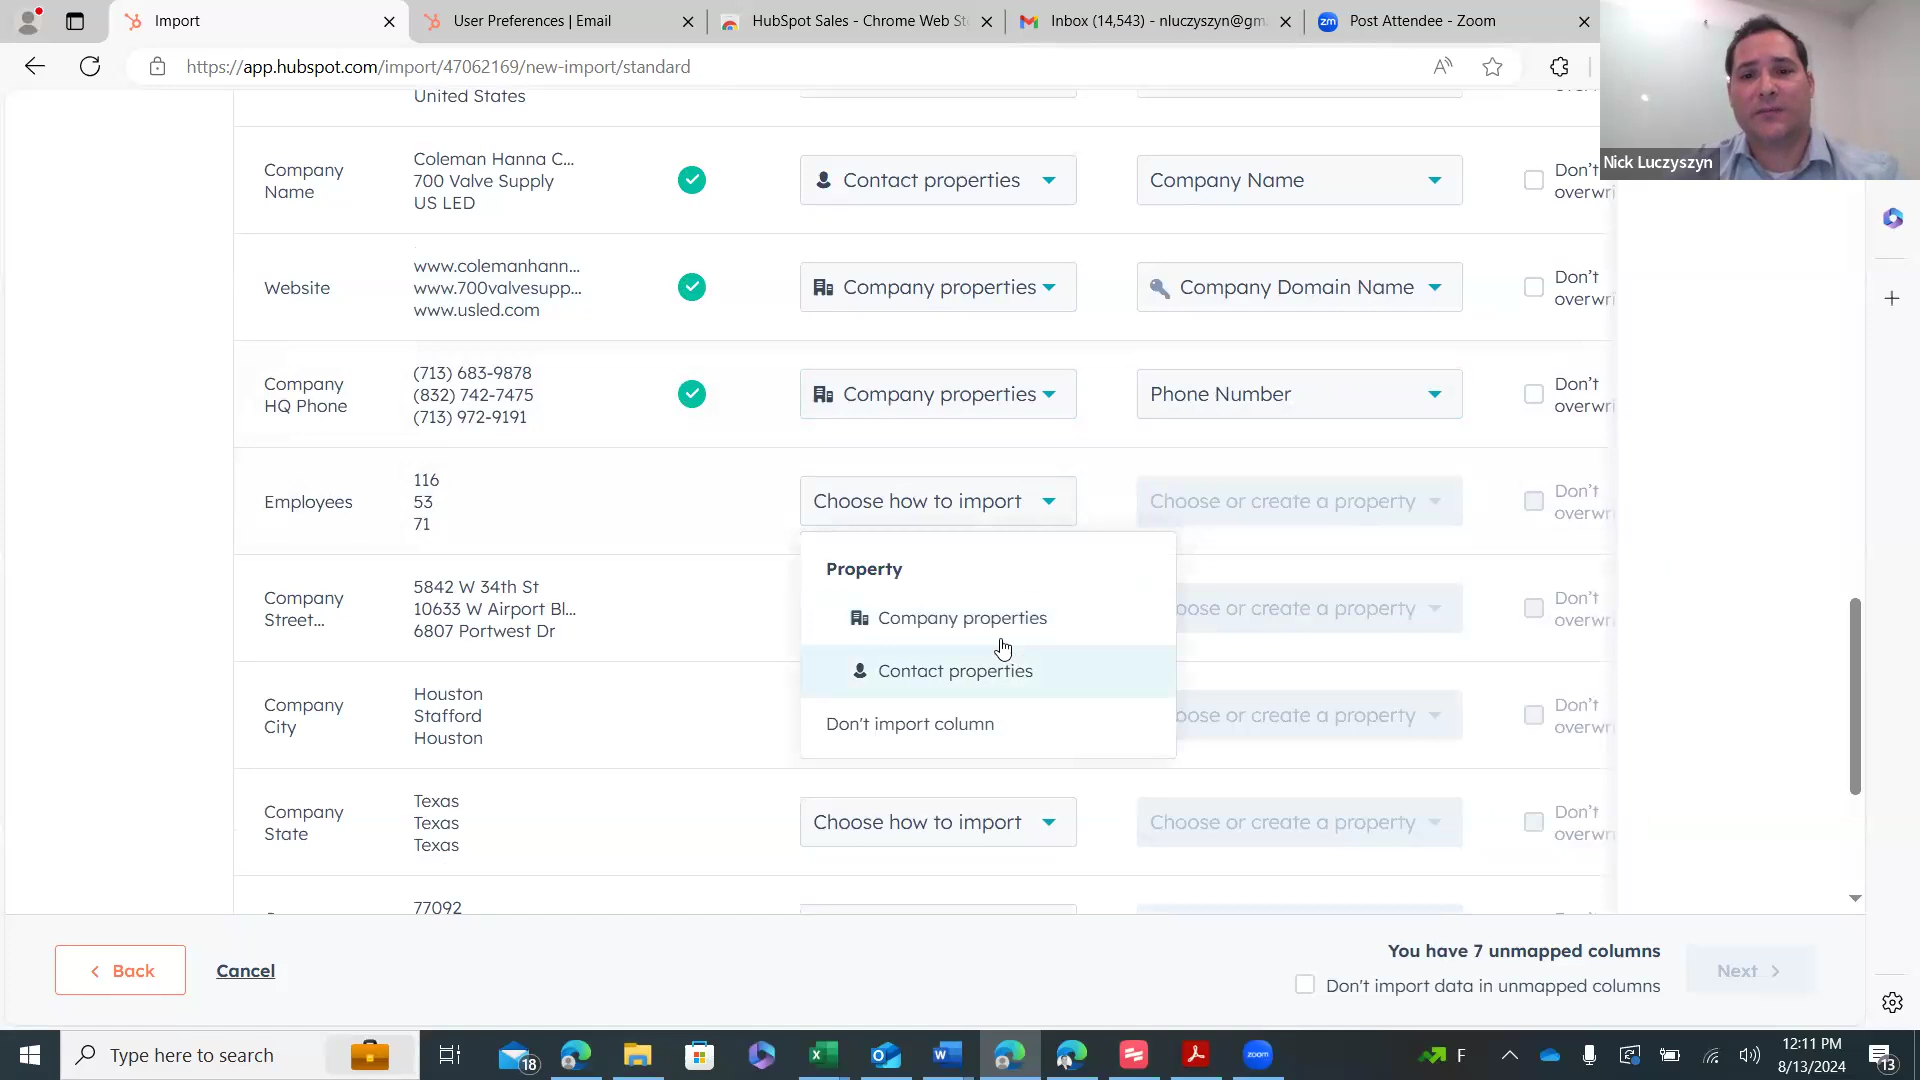 Import
User Preferences | Email
HubSpot Sales - Chrome Web St
Inbox (14,543) - nluczyszyn@gm
zm Post Attendee - Zoom
https://app.hubspot.com/import/47062169/new-import/standard
Nick Luczyszyn
United States
Company Name
Coleman Hanna C...
700 Valve Supply
US LED
Contact properties
Company Name
Don't
overwri
Website
www.colemanhann...
www.700valvesupp...
www.usled.com
Company properties
Company Domain Name
Don't
overwri
Company HQ Phone
(713) 683-9878
(832) 742-7475
(713) 972-9191
Company properties
Phone Number
Don't
overwri
Employees
116
53
71
Choose how to import
Choose or create a property
Don't
overwri
Property
Company properties
Contact properties
Don't import column
Company Street...
5842 W 34th St
10633 W Airport Bl...
6807 Portwest Dr
oose or create a property
Don't
overwri
Company City
Houston
Stafford
Houston
oose or create a property
Don't
overwri
Company State
Texas
Texas
Texas
Choose how to import
Choose or create a property
Don't
overwri
77092
Back
Cancel
You have 7 unmapped columns
Don't import data in unmapped columns
Next
Type here to search
18
zoom
F
12:11 PM
8/13/2024
13